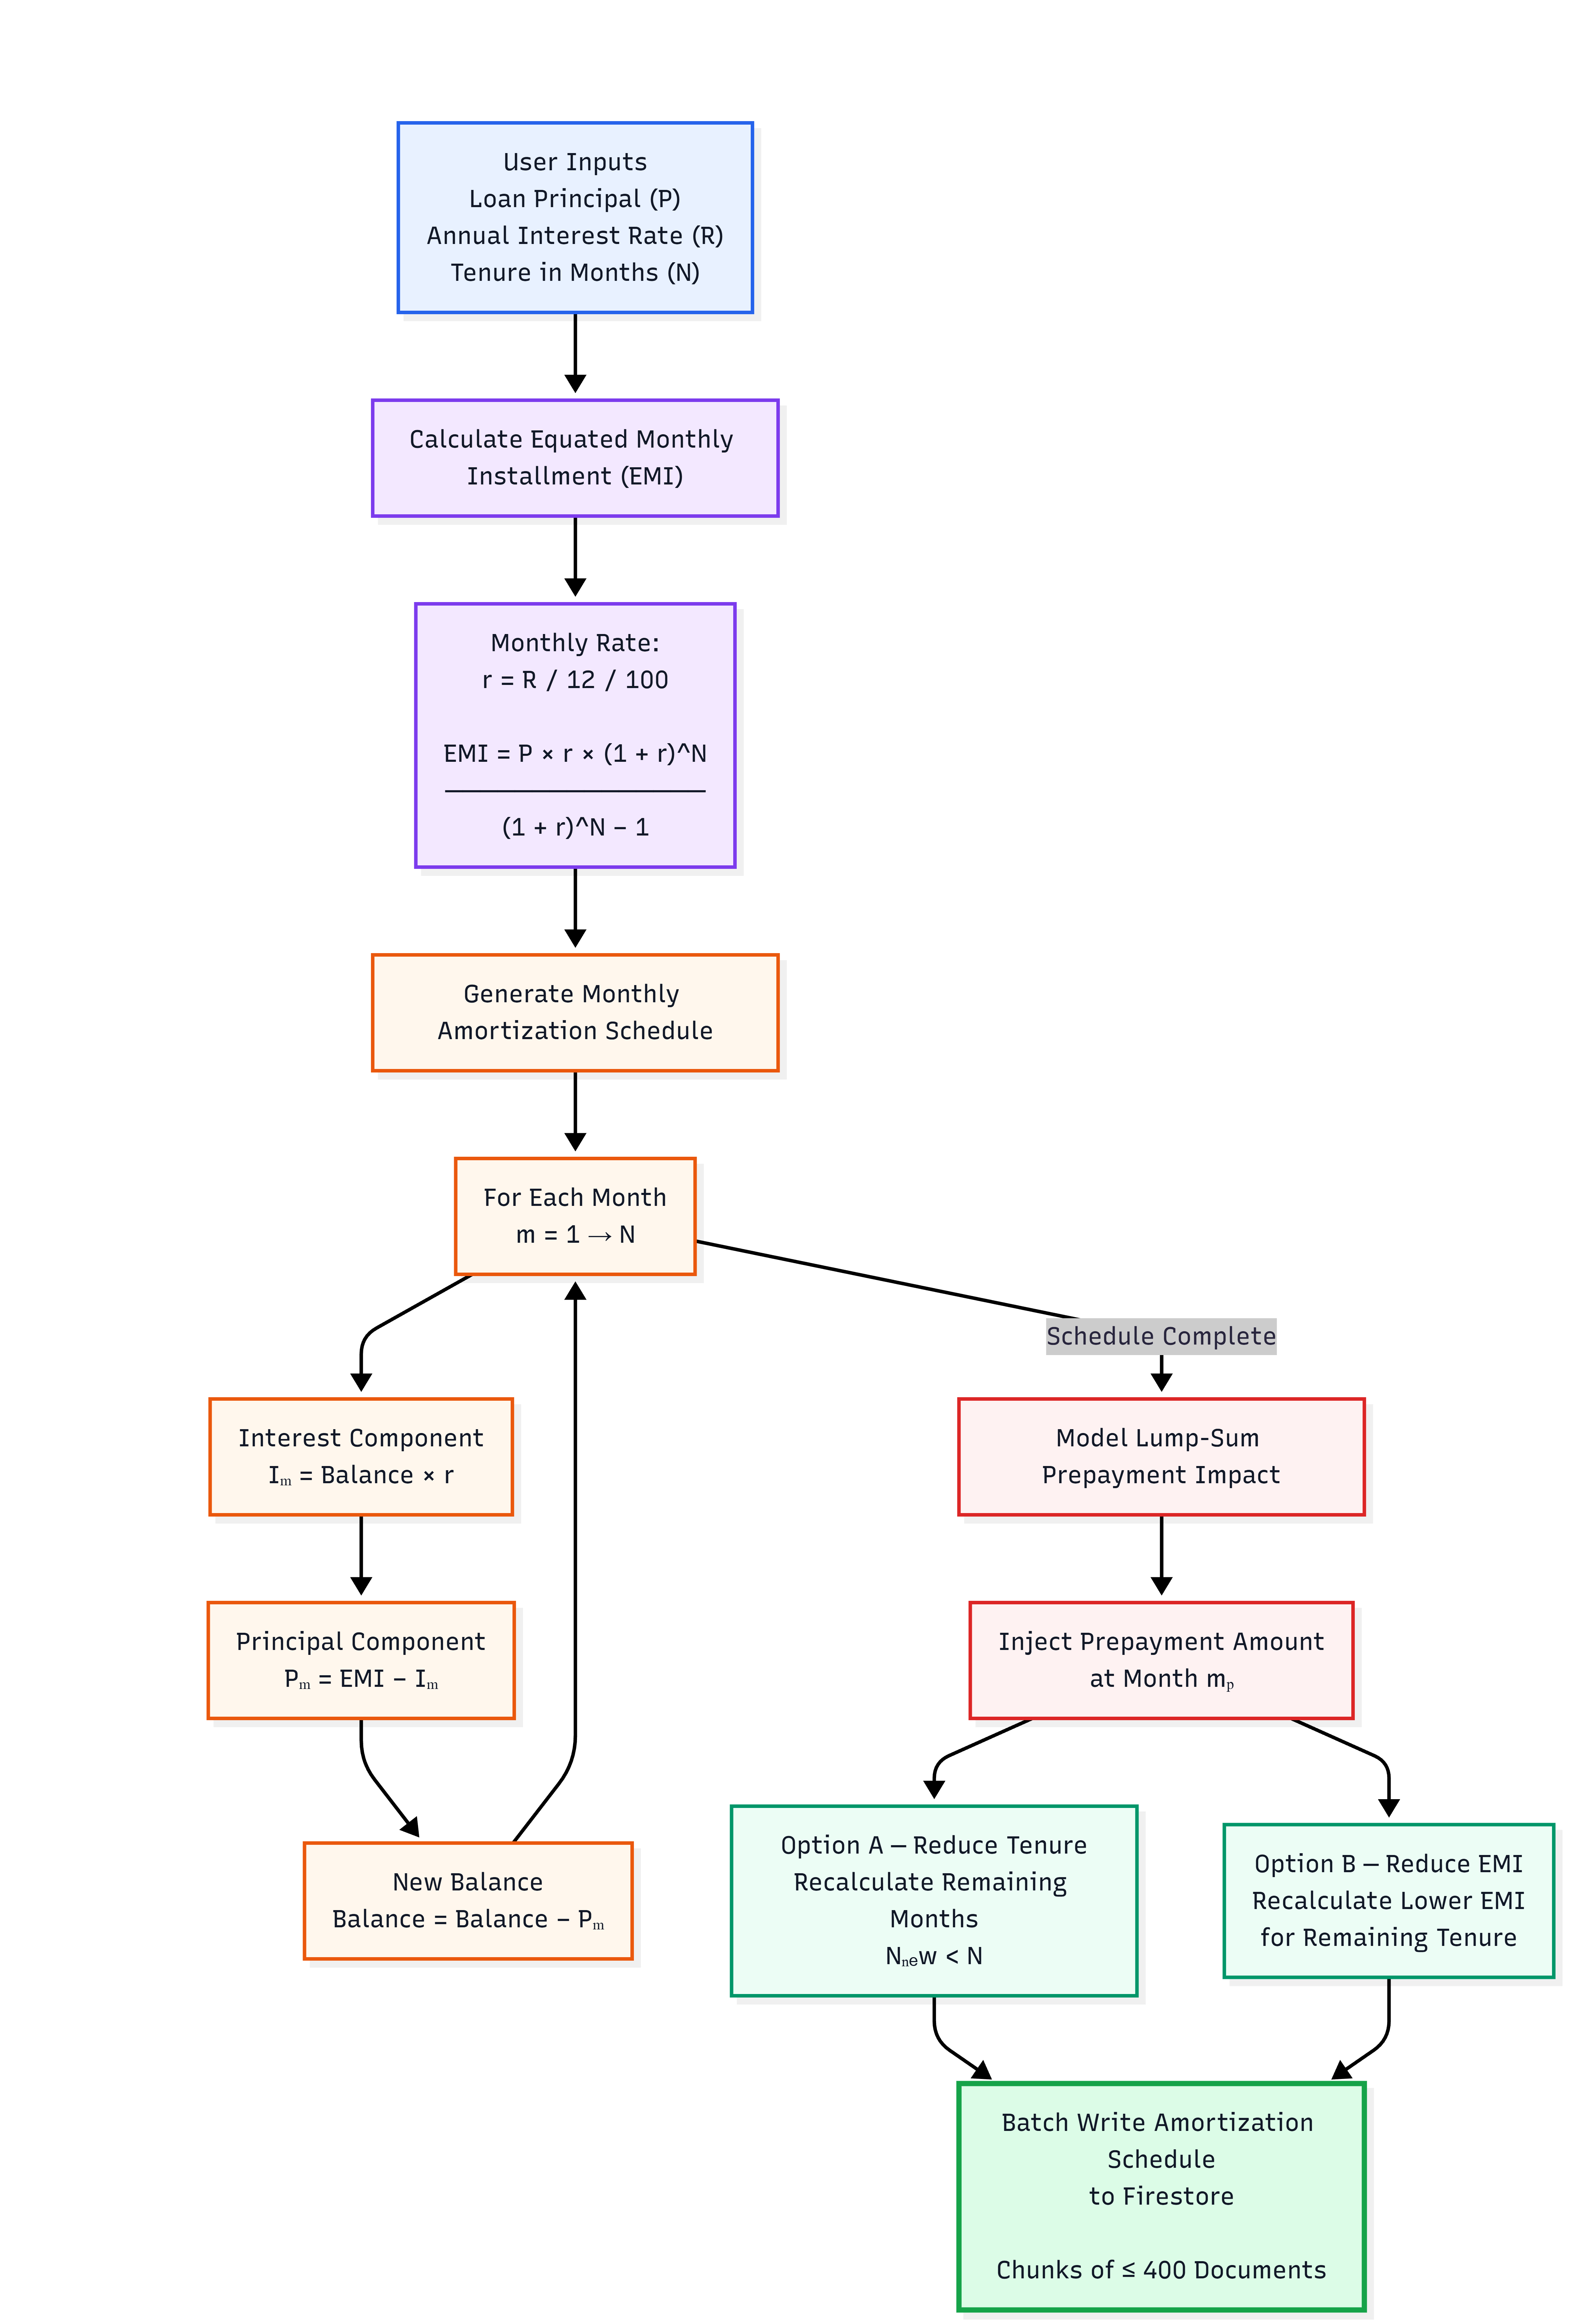 User Inputs
Loan Principal (P)
Annual Interest Rate (R)
Tenure in Months (N)
Calculate Equated Monthly
Installment (EMI)
Monthly Rate:
r = R / 12 / 100
EMI = P × r × (1 + r)^N
(1 + r)^N − 1
Generate Monthly
Amortization Schedule
For Each Month
m = 1 → N
Schedule Complete
Interest Component
Iₘ = Balance × r
Principal Component
Pₘ = EMI − Iₘ
New Balance
Balance = Balance − Pₘ
Model Lump-Sum
Prepayment Impact
Inject Prepayment Amount
at Month mₚ
Option A — Reduce Tenure
Recalculate Remaining
Months
Nₙₑw < N
Option B — Reduce EMI
Recalculate Lower EMI
for Remaining Tenure
Batch Write Amortization
Schedule
to Firestore
Chunks of ≤ 400 Documents